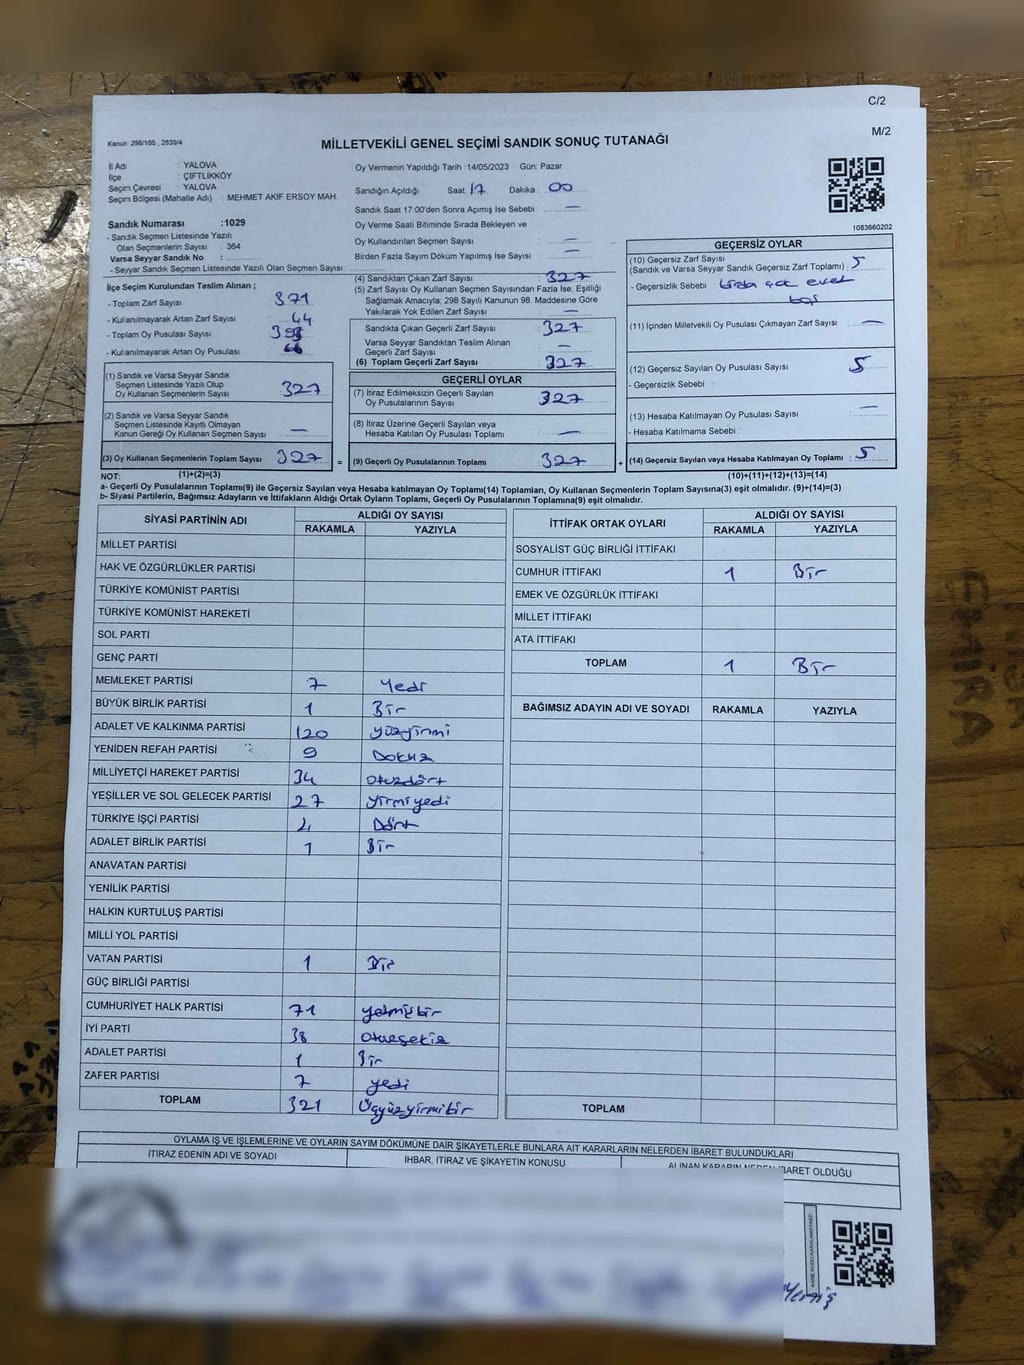 C/2
M/2
Kanun: 298/105 , 2839/4
MİLLETVEKİLİ GENEL SEÇİMİ SANDIK SONUÇ TUTANAĞI
İl Adı : YALOVA
İlçe : ÇİFTLİKKÖY
Seçim Çevresi : YALOVA
Seçim Bölgesi (Mahalle Adı) : MEHMET AKİF ERSOY MAH.
Sandık Numarası :1029
- Sandık Seçmen Listesinde Yazılı
Olan Seçmenlerin Sayısı : 364
Varsa Seyyar Sandık No :
- Seyyar Sandık Seçmen Listesinde Yazılı Olan Seçmen Sayısı:
Oy Vermenin Yapıldığı Tarih : 14/05/2023 Gün: Pazar
Sandığın Açıldığı Saat: 17 Dakika : 00
Sandık Saat 17:00'den Sonra Açımış İse Sebebi : —
Oy Verme Saati Bitiminde Sırada Bekleyen ve
Oy Kullandırılan Seçmen Sayısı : —
Birden Fazla Sayım Döküm Yapılmış İse Sayısı : —
1083660202
İlçe Seçim Kurulundan Teslim Alınan ;
- Toplam Zarf Sayısı : 371
- Kullanılmayarak Artan Zarf Sayısı : 44
- Toplam Oy Pusulası Sayısı :
- Kullanılmayarak Artan Oy Pusulası :
(1) Sandık ve Varsa Seyyar Sandık
Seçmen Listesinde Yazılı Olup
Oy Kullanan Seçmenlerin Sayısı : 327
(2) Sandık ve Varsa Seyyar Sandık
Seçmen Listesinde Kayıtlı Olmayan
Kanun Gereği Oy Kullanan Seçmen Sayısı : —
(3) Oy Kullanan Seçmenlerin Toplam Sayısı : 327
(1)+(2)=(3)
(4) Sandıktan Çıkan Zarf Sayısı : 327
(5) Zarf Sayısı Oy Kullanan Seçmen Sayısından Fazla İse, Eşitliği
Sağlamak Amacıyla; 298 Sayılı Kanunun 98. Maddesine Göre
Yakılarak Yok Edilen Zarf Sayısı : —
Sandıkta Çıkan Geçerli Zarf Sayısı : 327
Varsa Seyyar Sandıktan Teslim Alınan
Geçerli Zarf Sayısı : —
(6) Toplam Geçerli Zarf Sayısı : 327
GEÇERLİ OYLAR
(7) İtiraz Edilmeksizin Geçerli Sayılan
Oy Pusulalarının Sayısı : 327
(8) İtiraz Üzerine Geçerli Sayılan veya
Hesaba Katılan Oy Pusulası Toplamı : —
= (9) Geçerli Oy Pusulalarının Toplamı : 327
GEÇERSİZ OYLAR
(10) Geçersiz Zarf Sayısı
(Sandık ve Varsa Seyyar Sandık Geçersiz Zarf Toplamı) : 5
- Geçersizlik Sebebi :
(11) İçinden Milletvekili Oy Pusulası Çıkmayan Zarf Sayısı : —
(12) Geçersiz Sayılan Oy Pusulası Sayısı : 5
- Geçersizlik Sebebi :
(13) Hesaba Katılmayan Oy Pusulası Sayısı : —
- Hesaba Katılmama Sebebi :
+ (14) Geçersiz Sayılan veya Hesaba Katılmayan Oy Toplamı : 5
(10)+(11)+(12)+(13)=(14)
NOT:
a- Geçerli Oy Pusulalarının Toplamı(9) ile Geçersiz Sayılan veya Hesaba katılmayan Oy Toplamı(14) Toplamları, Oy Kullanan Seçmenlerin Toplam Sayısına(3) eşit olmalıdır. (9)+(14)=(3)
b- Siyasi Partilerin, Bağımsız Adayların ve İttifakların Aldığı Ortak Oyların Toplamı, Geçerli Oy Pusulalarının Toplamına(9) eşit olmalıdır.
SİYASİ PARTİNİN ADI ALDIĞI OY SAYISI
RAKAMLA YAZIYLA
MİLLET PARTİSİ
HAK VE ÖZGÜRLÜKLER PARTİSİ
TÜRKİYE KOMÜNİST PARTİSİ
TÜRKİYE KOMÜNİST HAREKETİ
SOL PARTİ
GENÇ PARTİ
MEMLEKET PARTİSİ 7 Yedi
BÜYÜK BİRLİK PARTİSİ 1 Bir
ADALET VE KALKINMA PARTİSİ 120 yüzyirmi
YENİDEN REFAH PARTİSİ 9 Dokuz
MİLLİYETÇİ HAREKET PARTİSİ 34 otuzdört
YEŞİLLER VE SOL GELECEK PARTİSİ 27 yirmiyedi
TÜRKİYE İŞÇİ PARTİSİ 4 Dört
ADALET BİRLİK PARTİSİ 1 Bir
ANAVATAN PARTİSİ
YENİLİK PARTİSİ
HALKIN KURTULUŞ PARTİSİ
MİLLİ YOL PARTİSİ
VATAN PARTİSİ 1 Bir
GÜÇ BİRLİĞİ PARTİSİ
CUMHURİYET HALK PARTİSİ 71 yetmişbir
İYİ PARTİ 38 otuzsekiz
ADALET PARTİSİ 1 Bir
ZAFER PARTİSİ 7 yedi
TOPLAM 321 Üçyüzyirmibir
İTTİFAK ORTAK OYLARI ALDIĞI OY SAYISI
RAKAMLA YAZIYLA
SOSYALİST GÜÇ BİRLİĞİ İTTİFAKI
CUMHUR İTTİFAKI 1 Bir
EMEK VE ÖZGÜRLÜK İTTİFAKI
MİLLET İTTİFAKI
ATA İTTİFAKI
TOPLAM 1 Bir
BAĞIMSIZ ADAYIN ADI VE SOYADI RAKAMLA YAZIYLA
TOPLAM
OYLAMA İŞ VE İŞLEMLERİNE VE OYLARIN SAYIM DÖKÜMÜNE DAİR ŞİKAYETLERLE BUNLARA AİT KARARLARIN NELERDEN İBARET BULUNDUKLARI
İTİRAZ EDENİN ADI VE SOYADI İHBAR, İTİRAZ VE ŞİKAYETİN KONUSU ALINAN KARARIN NEDEN İBARET OLDUĞU